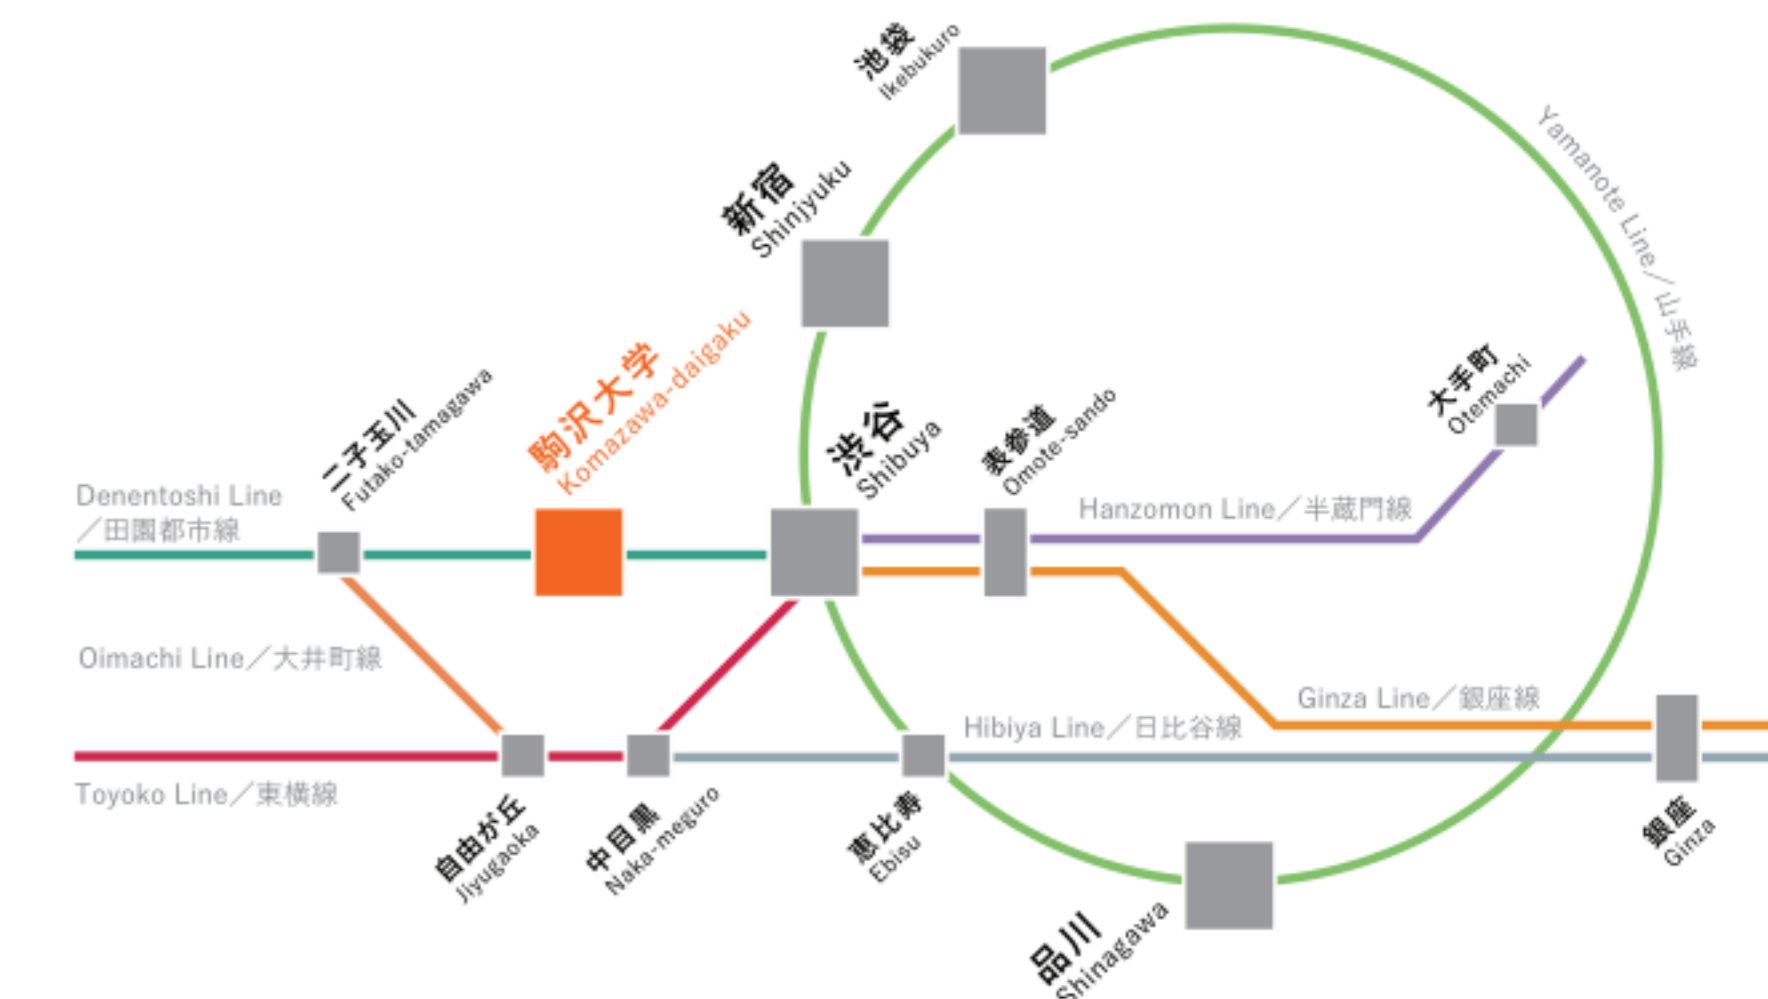 池袋
Ikebukuro
新宿
Shinjyuku
Yamanote Line／山手線
二子玉川
Futako-tamagawa
駒沢大学
Komazawa-daigaku
渋谷
Shibuya
表参道
Omote-sando
大手町
Otemachi
Denentoshi Line
／田園都市線
Hanzomon Line／半蔵門線
Oimachi Line／大井町線
Ginza Line／銀座線
Hibiya Line／日比谷線
Toyoko Line／東横線
自由が丘
Jiyugaoka
中目黒
Naka-meguro
恵比寿
Ebisu
品川
Shinagawa
銀座
Ginza